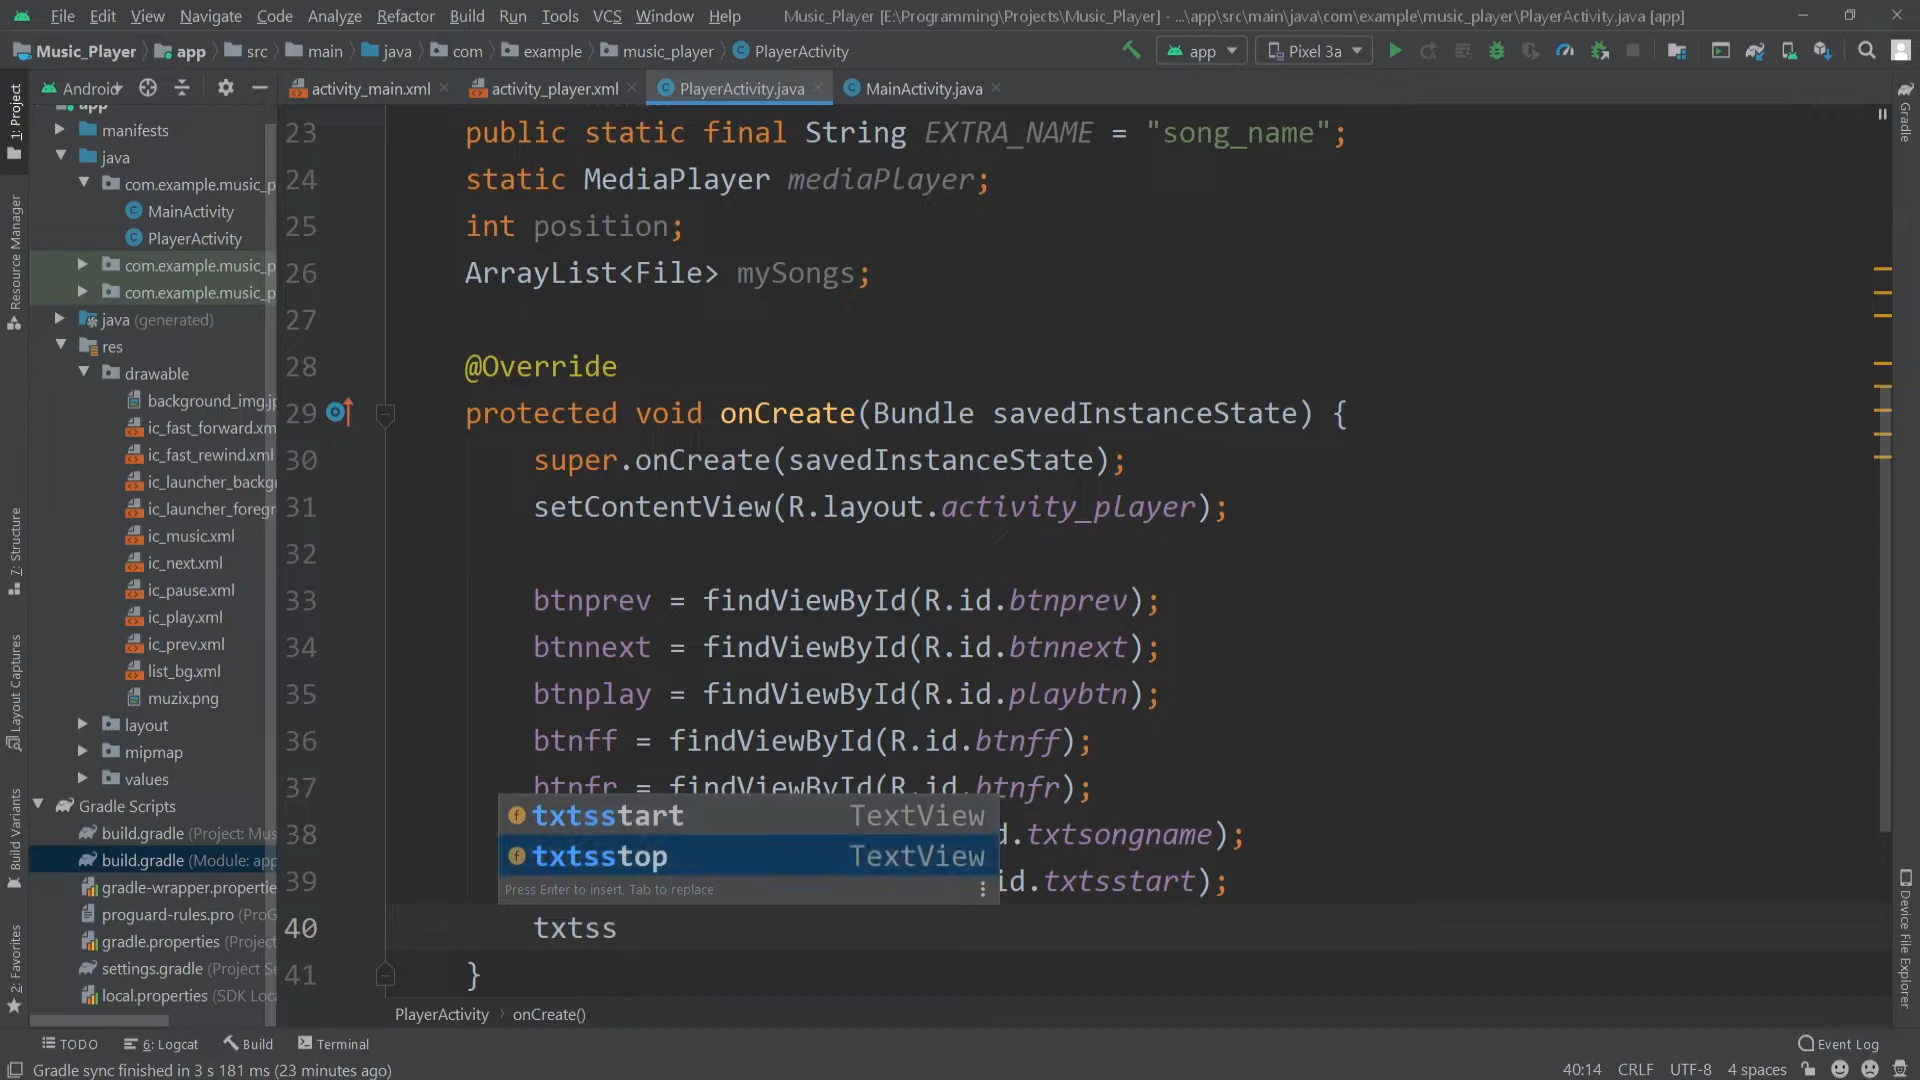 File Edit View Navigate Code Analyze Refactor Build Run Tools VCS Window Help Music_Player [E:\Programming\Projects\Music_Player] - ...\app\src\main\java\com\example\music_player\PlayerActivity.java [app]
Music_Player app src main java com example music_player PlayerActivity app Pixel 3a
Android activity_main.xml activity_player.xml PlayerActivity.java MainActivity.java
1: Project
Resource Manager
7: Structure
Layout Captures
Build Variants
2: Favorites
app
manifests
java
com.example.music_p
MainActivity
PlayerActivity
com.example.music_p
com.example.music_p
java (generated)
res
drawable
background_img.jp
ic_fast_forward.xm
ic_fast_rewind.xml
ic_launcher_backg
ic_launcher_foregr
ic_music.xml
ic_next.xml
ic_pause.xml
ic_play.xml
ic_prev.xml
list_bg.xml
muzix.png
layout
mipmap
values
Gradle Scripts
build.gradle (Project: Mus
build.gradle (Module: app
gradle-wrapper.propertie
proguard-rules.pro (ProG
gradle.properties (Project
settings.gradle (Project Se
local.properties (SDK Loca
23 public static final String EXTRA_NAME = "song_name";
24 static MediaPlayer mediaPlayer;
25 int position;
26 ArrayList<File> mySongs;
27
28 @Override
29 protected void onCreate(Bundle savedInstanceState) {
30 super.onCreate(savedInstanceState);
31 setContentView(R.layout.activity_player);
32
33 btnprev = findViewById(R.id.btnprev);
34 btnnext = findViewById(R.id.btnnext);
35 btnplay = findViewById(R.id.playbtn);
36 btnff = findViewById(R.id.btnff);
37 btnfr = findViewById(R.id.btnfr);
txtsstart TextView
38 d.txtsongname);
txtsstop TextView
39 id.txtsstart);
Press Enter to insert, Tab to replace
40 txtss
41 }
PlayerActivity onCreate()
Gradle
Device File Explorer
TODO 6: Logcat Build Terminal Event Log
Gradle sync finished in 3 s 181 ms (23 minutes ago) 40:14 CRLF UTF-8 4 spaces